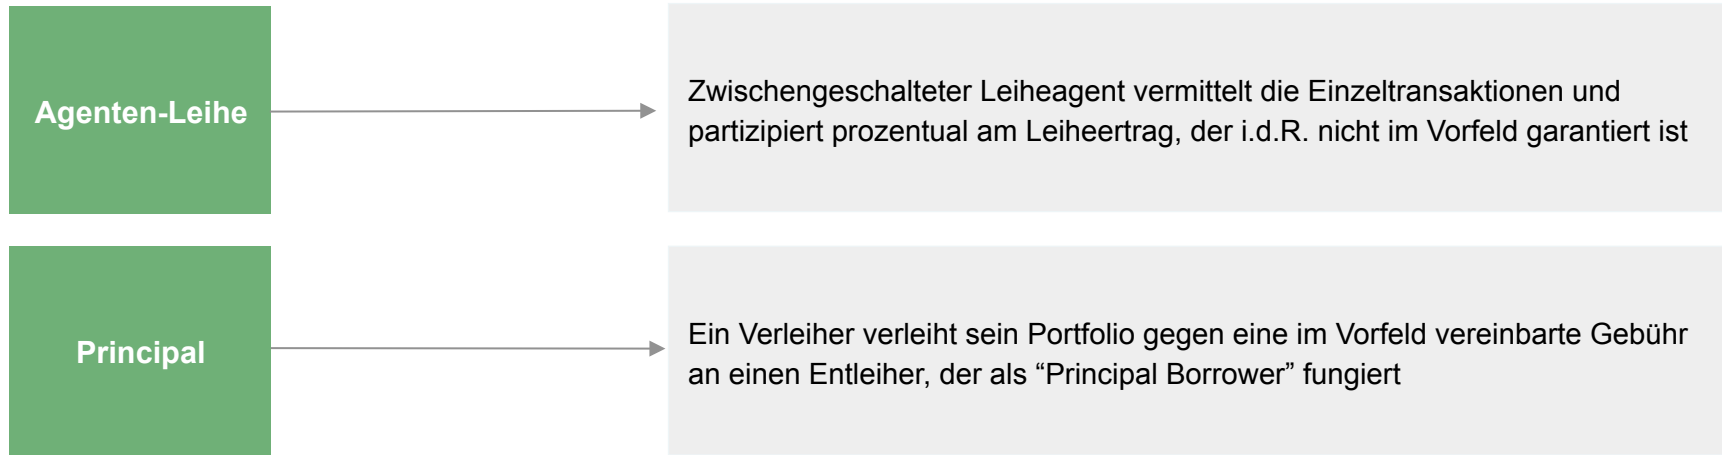 Agenten-Leihe
Zwischengeschalteter Leiheagent vermittelt die Einzeltransaktionen und
partizipiert prozentual am Leiheertrag, der i.d.R. nicht im Vorfeld garantiert ist
Principal
Ein Verleiher verleiht sein Portfolio gegen eine im Vorfeld vereinbarte Gebühr
an einen Entleiher, der als “Principal Borrower” fungiert